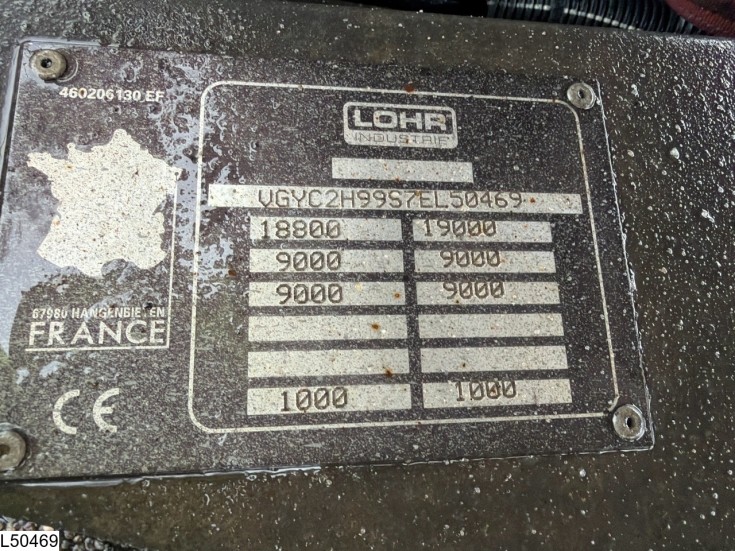 460206130 EF
LOHR
INDUSTRIE
VGYC2H99S7EL50469
18800 19000
9000 9000
9000 9000
1000 1000
67980 HANGENBIETEN
FRANCE
CE
L50469